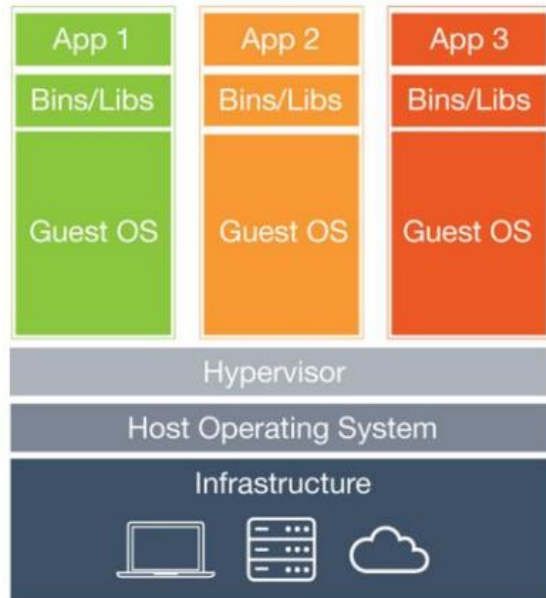 App 1 App 2 App 3
Bins/Libs Bins/Libs Bins/Libs
Guest OS Guest OS Guest OS
Hypervisor
Host Operating System
Infrastructure